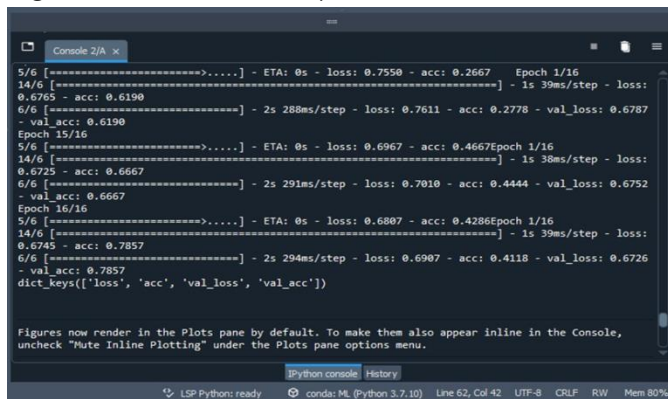 Console 2/A ×
5/6 [========================>.....] - ETA: 0s - loss: 0.7550 - acc: 0.2667    Epoch 1/16
14/6 [======================================================================] - 1s 39ms/step - loss:
0.6765 - acc: 0.6190
6/6 [==============================] - 2s 288ms/step - loss: 0.7611 - acc: 0.2778 - val_loss: 0.6787
- val_acc: 0.6190
Epoch 15/16
5/6 [========================>.....] - ETA: 0s - loss: 0.6967 - acc: 0.4667Epoch 1/16
14/6 [======================================================================] - 1s 38ms/step - loss:
0.6725 - acc: 0.6667
6/6 [==============================] - 2s 291ms/step - loss: 0.7010 - acc: 0.4444 - val_loss: 0.6752
- val_acc: 0.6667
Epoch 16/16
5/6 [========================>.....] - ETA: 0s - loss: 0.6807 - acc: 0.4286Epoch 1/16
14/6 [======================================================================] - 1s 39ms/step - loss:
0.6745 - acc: 0.7857
6/6 [==============================] - 2s 294ms/step - loss: 0.6907 - acc: 0.4118 - val_loss: 0.6726
- val_acc: 0.7857
dict_keys(['loss', 'acc', 'val_loss', 'val_acc'])
Figures now render in the Plots pane by default. To make them also appear inline in the Console,
uncheck "Mute Inline Plotting" under the Plots pane options menu.
IPython console History
LSP Python: ready conda: ML (Python 3.7.10) Line 62, Col 42 UTF-8 CRLF RW Mem 80%